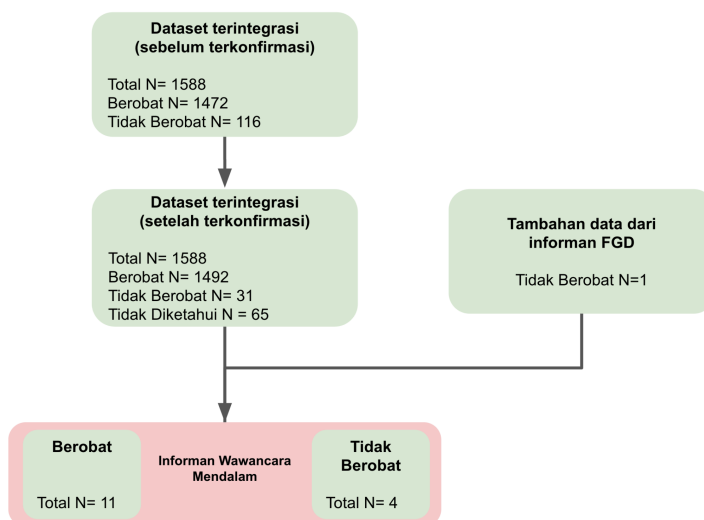 Dataset terintegrasi
(sebelum terkonfirmasi)
Total N= 1588
Berobat N= 1472
Tidak Berobat N= 116
Dataset terintegrasi
(setelah terkonfirmasi)
Total N= 1588
Berobat N= 1492
Tidak Berobat N= 31
Tidak Diketahui N = 65
Tambahan data dari
informan FGD
Tidak Berobat N=1
Berobat
Total N= 11
Informan Wawancara
Mendalam
Tidak
Berobat
Total N= 4